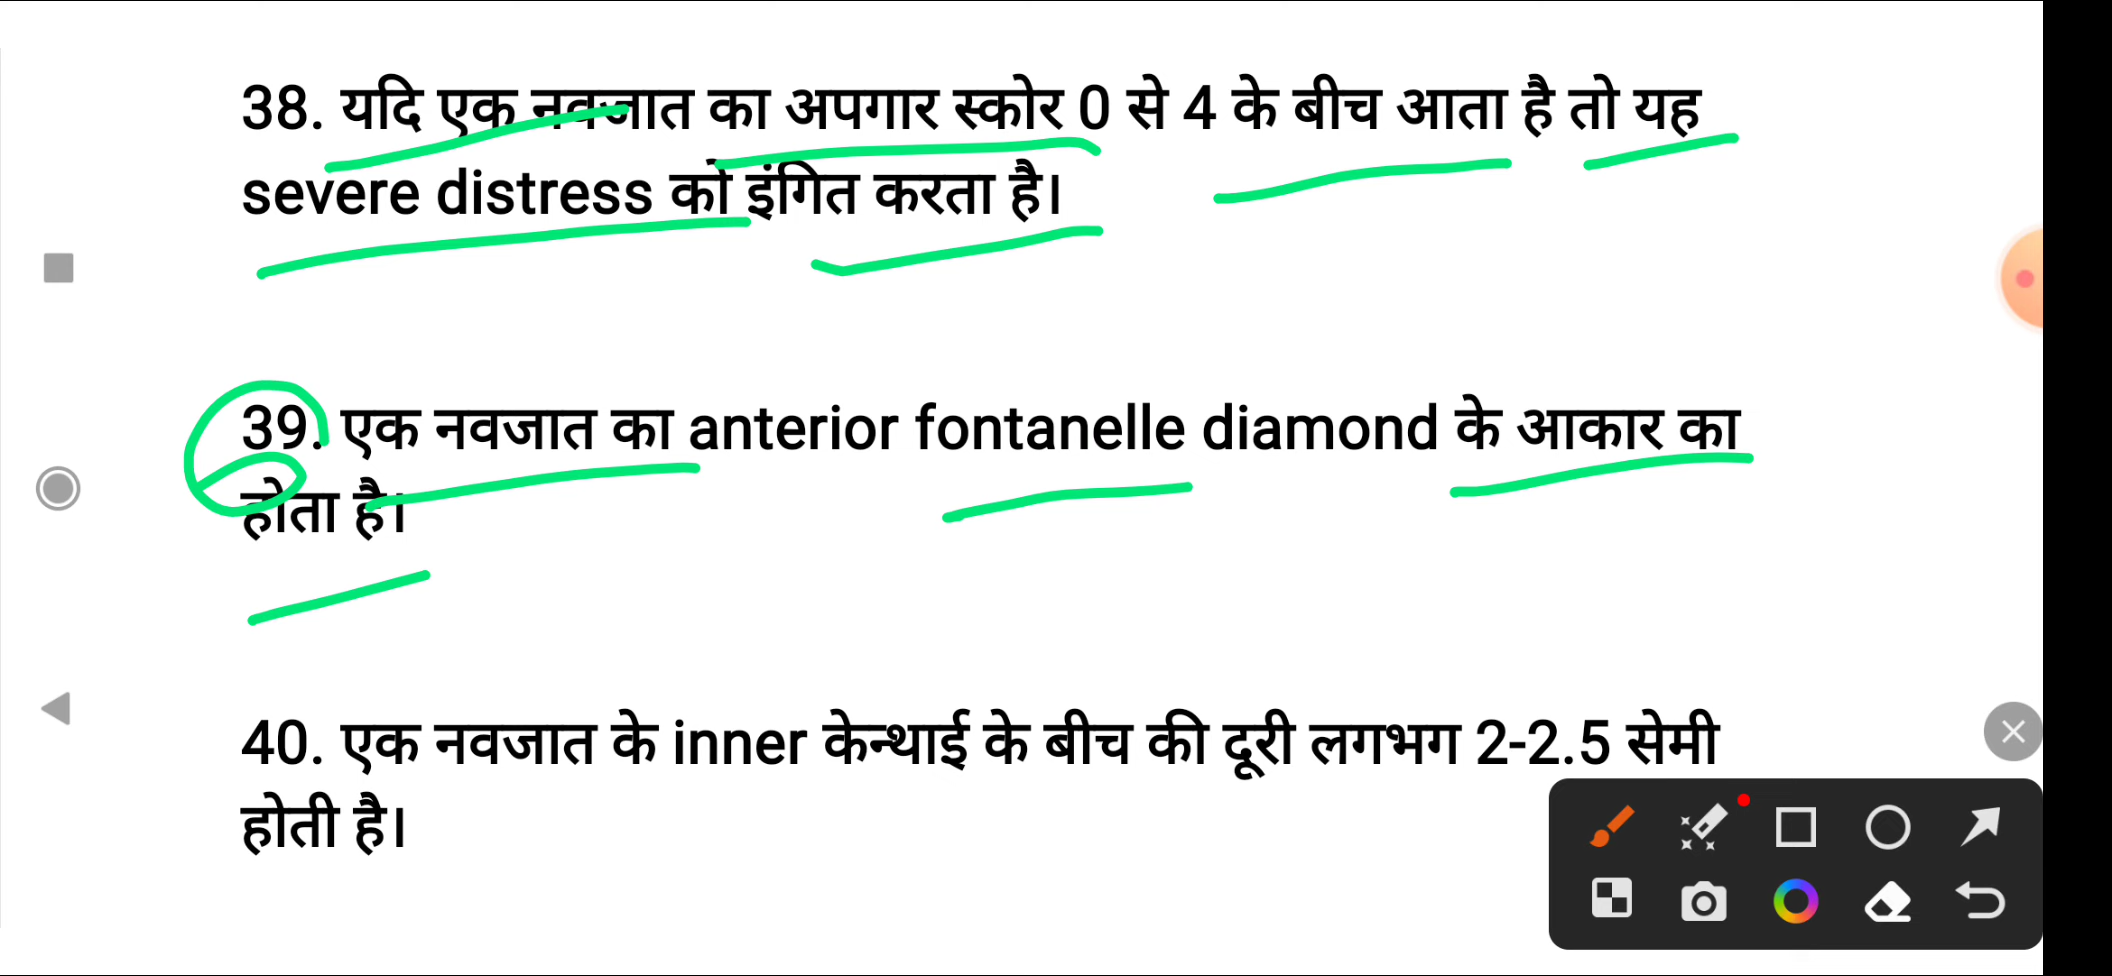 38. यदि एक नवजात का अपगार स्कोर 0 से 4 के बीच आता है तो यह
severe distress को इंगित करता है।
39. एक नवजात का anterior fontanelle diamond के आकार का
होता है।
40. एक नवजात के inner केन्थाई के बीच की दूरी लगभग 2-2.5 सेमी
होती है।